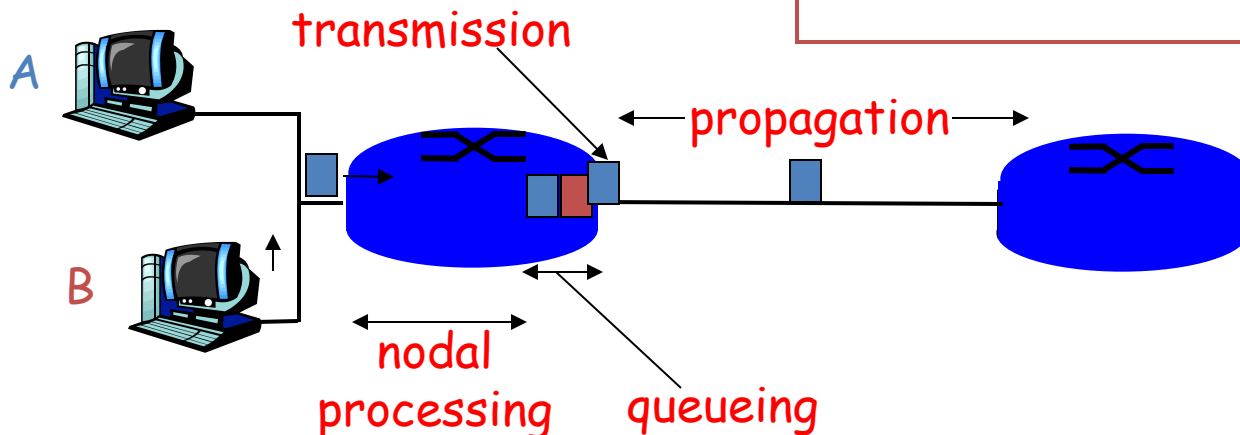 transmission
A
propagation
B
nodal
processing
queueing